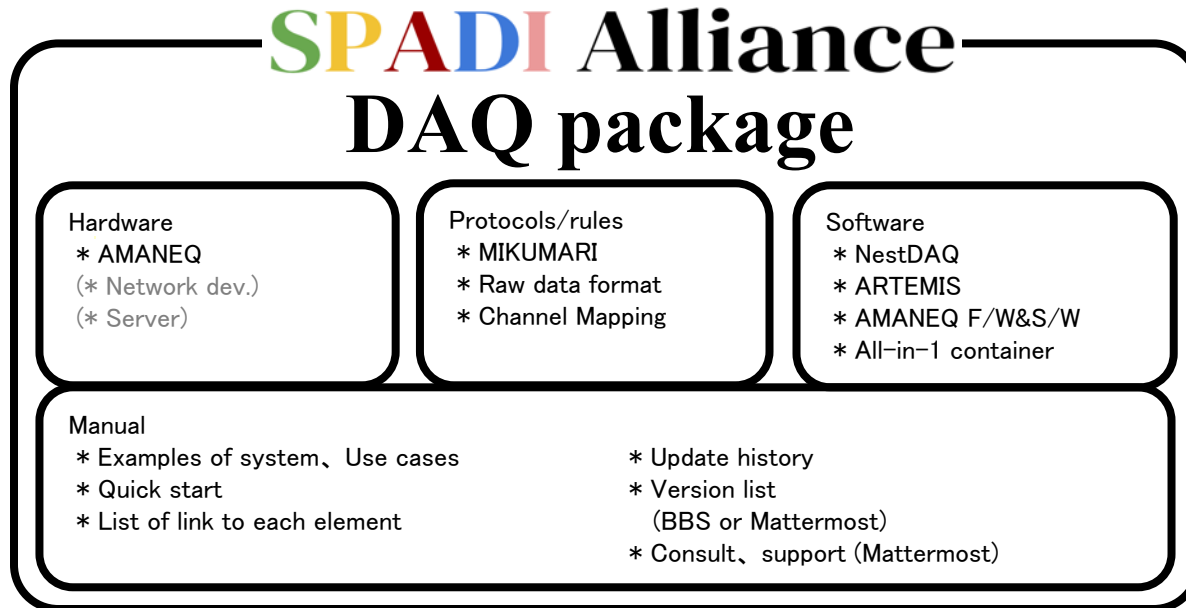 SPADI Alliance
DAQ package
Hardware
* AMANEQ
(* Network dev.)
(* Server)
Protocols/rules
* MIKUMARI
* Raw data format
* Channel Mapping
Software
* NestDAQ
* ARTEMIS
* AMANEQ F/W&S/W
* All-in-1 container
Manual
* Examples of system、Use cases
* Quick start
* List of link to each element
* Update history
* Version list
(BBS or Mattermost)
* Consult、support (Mattermost)